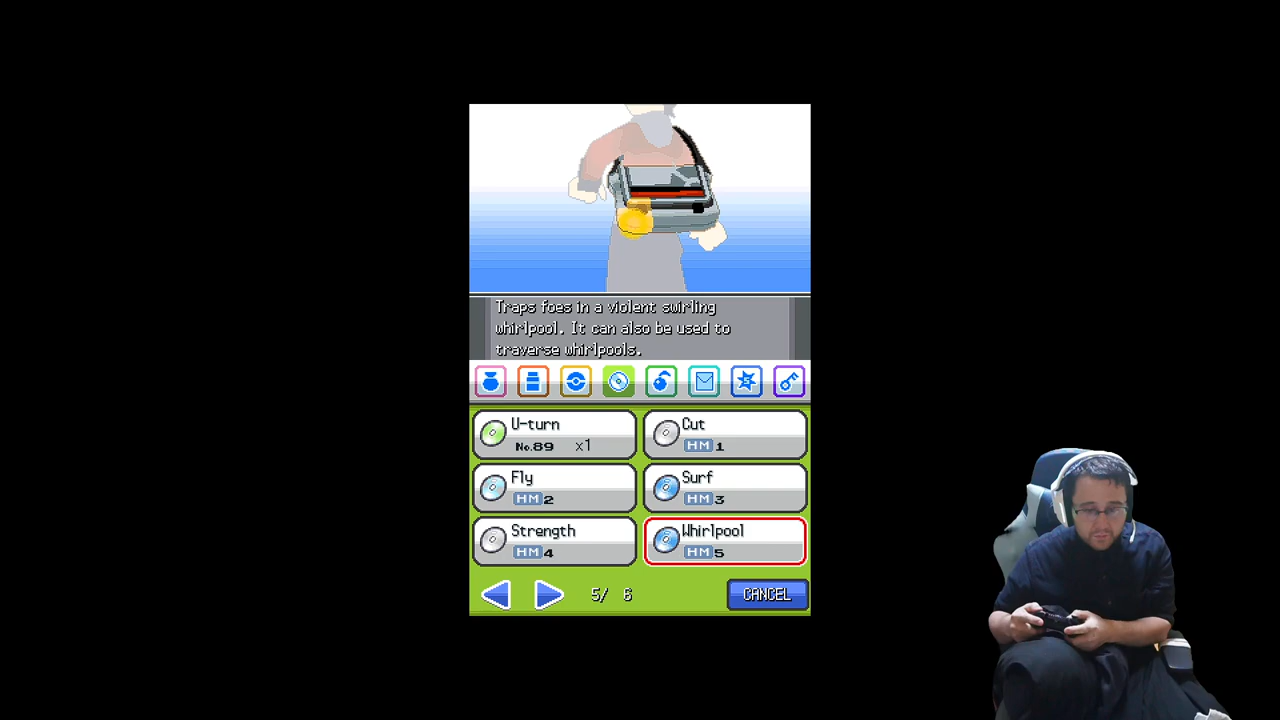 Traps foes in a violent swirling
whirlpool. It can also be used to
traverse whirlpools.
U-turn
No.89 x1
Cut
HM 1
Fly
HM 2
Surf
HM 3
Strength
HM 4
Whirlpool
HM 5
5/ 6
CANCEL